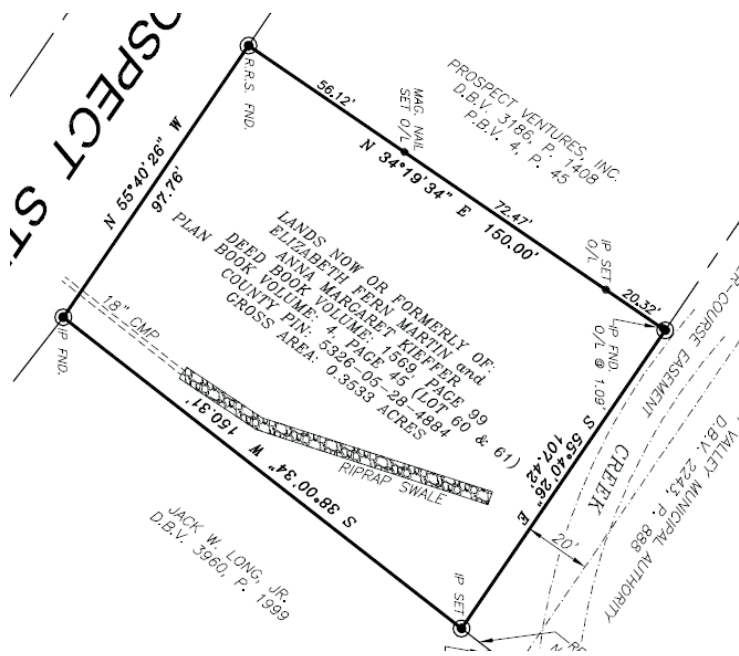 OSPECT ST
R.R.S. FND.
56.12'
MAG. NAIL
SET O/L
PROSPECT VENTURES, INC.
D.B.V. 3186, P. 1408
P.B.V. 4, P. 45
N 34°19'34" E 150.00'
72.47'
IP SET
O/L
20.32'
IP FND.
O/L @ 1.09'
N 55°40'26" W
97.76'
LANDS NOW OR FORMERLY OF:
ELIZABETH FERN MARTIN and
ANNA MARGARET KIEFFER
DEED BOOK VOLUME: 1569, PAGE 99
PLAN BOOK VOLUME: 4, PAGE 45 (LOT 60 & 61)
COUNTY PIN: 5326-05-28-4884
GROSS AREA: 0.3533 ACRES
18" CMP
IP FND.
150.31'
S 38°00'34" W
RIPRAP SWALE
S 55°40'26" E
107.42'
ER-COURSE EASEMENT
CREEK
VALLEY MUNICIPAL AUTHORITY
D.B.V. 2243, P. 888
20'
JACK W. LONG, JR.
D.B.V. 3960, P. 1999
IP SET